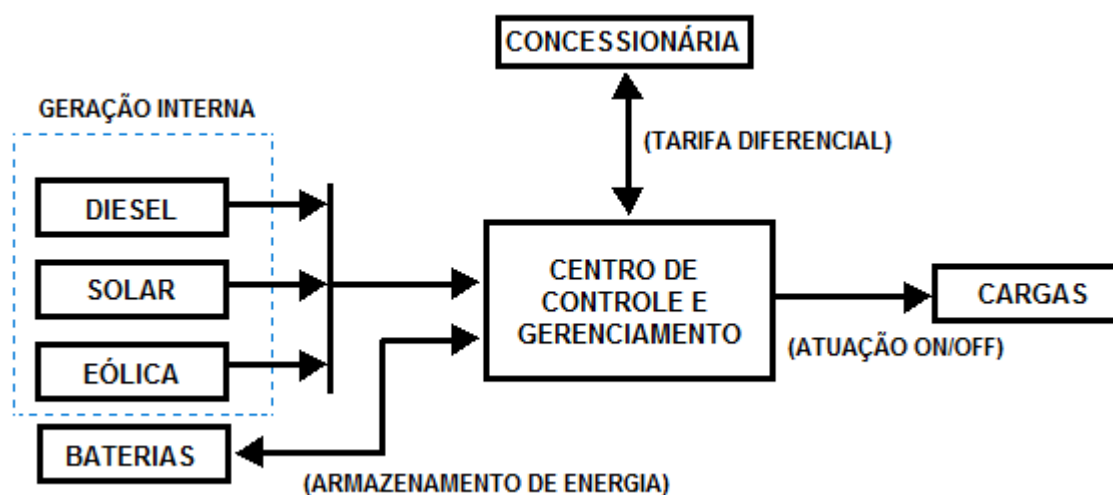 CONCESSIONÁRIA
GERAÇÃO INTERNA
(TARIFA DIFERENCIAL)
DIESEL
SOLAR
EÓLICA
CENTRO DE
CONTROLE E
GERENCIAMENTO
CARGAS
(ATUAÇÃO ON/OFF)
BATERIAS
(ARMAZENAMENTO DE ENERGIA)